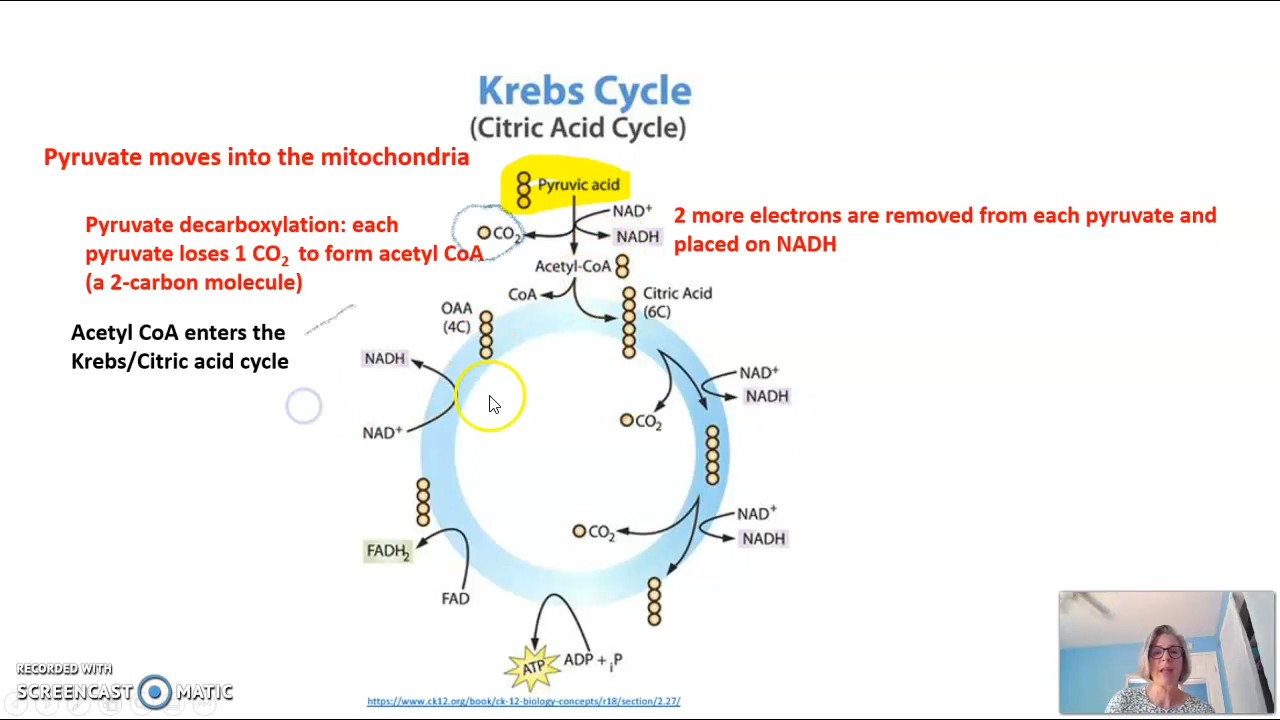 Krebs Cycle
(Citric Acid Cycle)
Pyruvate moves into the mitochondria
Pyruvic acid
Pyruvate decarboxylation: each
pyruvate loses 1 CO₂ to form acetyl CoA
(a 2-carbon molecule)
CO₂
NAD⁺
NADH
2 more electrons are removed from each pyruvate and
placed on NADH
Acetyl-CoA
CoA
Citric Acid
(6C)
OAA
(4C)
Acetyl CoA enters the
Krebs/Citric acid cycle
NADH
NAD⁺
NAD⁺
NADH
CO₂
NAD⁺
NADH
CO₂
FADH₂
FAD
ATP
ADP + ᵢP
RECORDED WITH
SCREENCAST MATIC
https://www.ck12.org/book/ck-12-biology-concepts/r18/section/2.27/